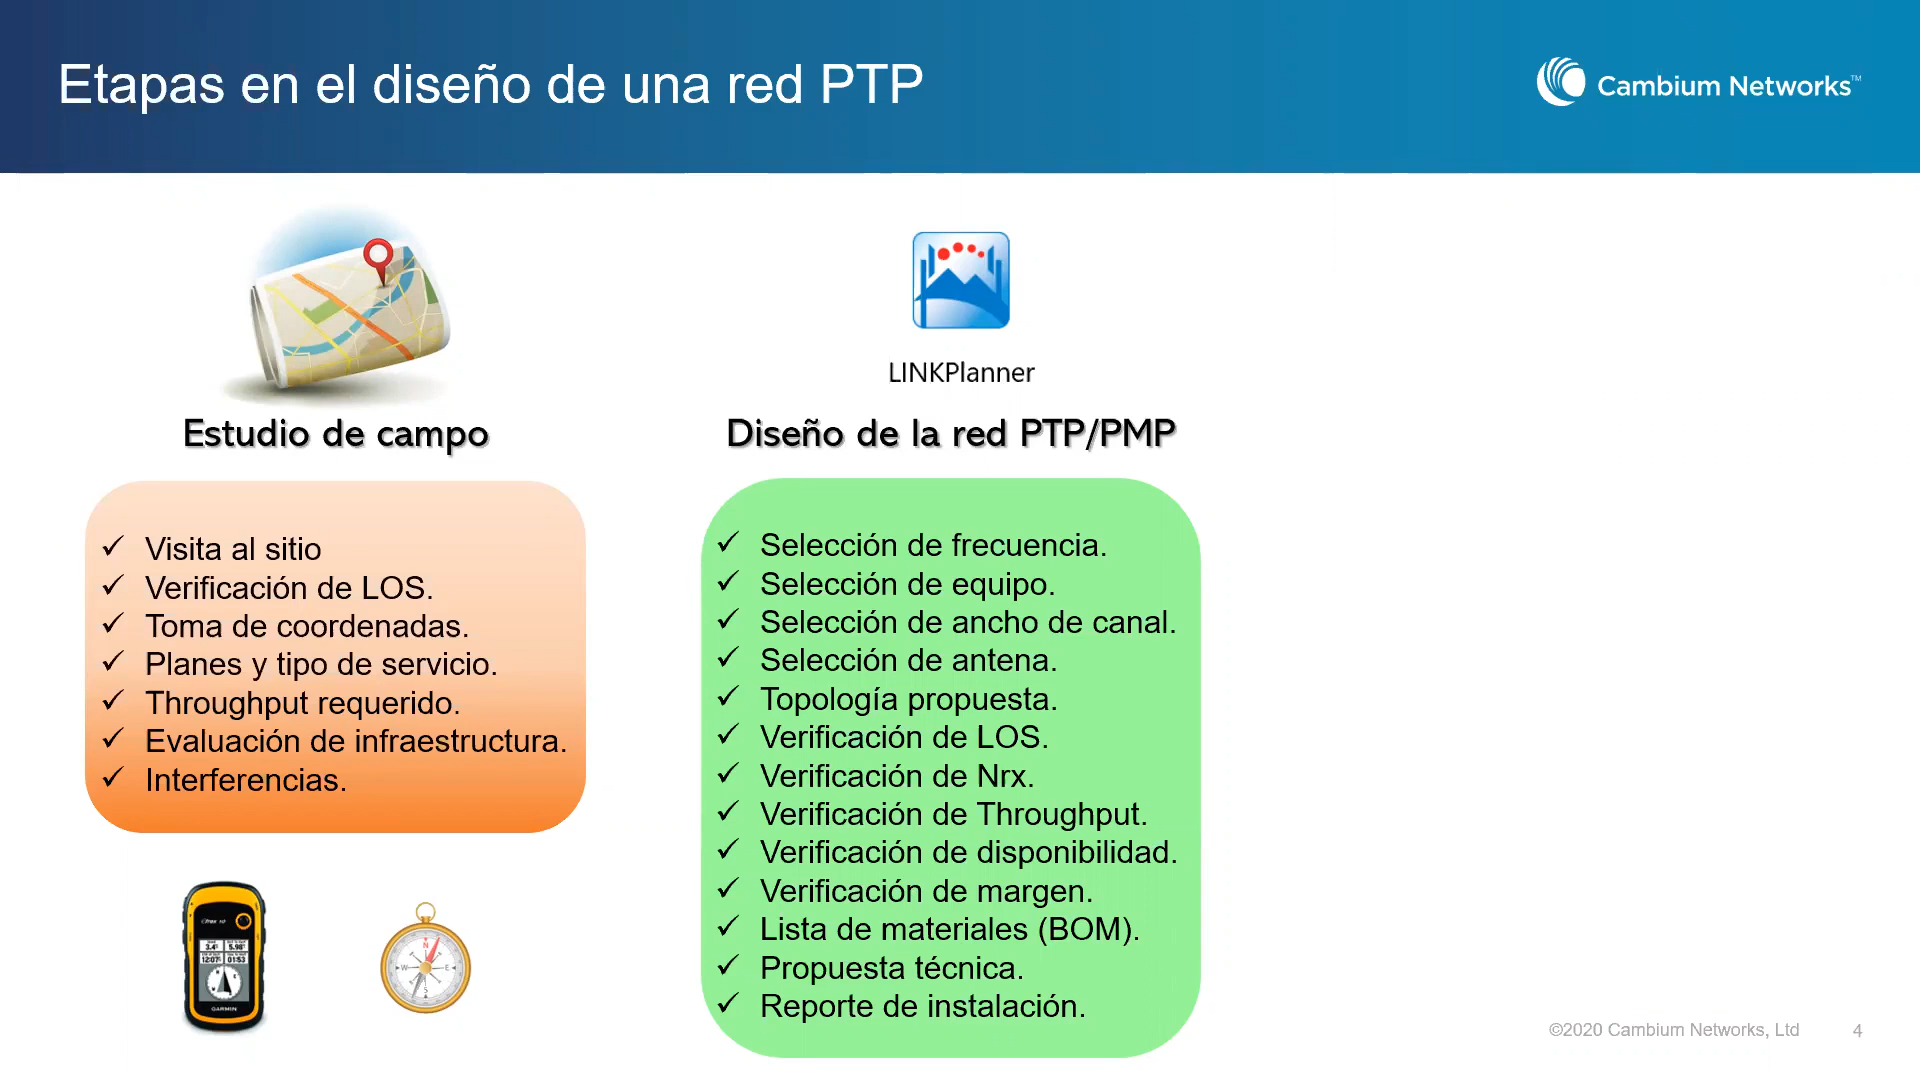 Etapas en el diseño de una red PTP
Cambium Networks™
LINKPlanner
Estudio de campo
Diseño de la red PTP/PMP
✓ Visita al sitio
✓ Verificación de LOS.
✓ Toma de coordenadas.
✓ Planes y tipo de servicio.
✓ Throughput requerido.
✓ Evaluación de infraestructura.
✓ Interferencias.
✓ Selección de frecuencia.
✓ Selección de equipo.
✓ Selección de ancho de canal.
✓ Selección de antena.
✓ Topología propuesta.
✓ Verificación de LOS.
✓ Verificación de Nrx.
✓ Verificación de Throughput.
✓ Verificación de disponibilidad.
✓ Verificación de margen.
✓ Lista de materiales (BOM).
✓ Propuesta técnica.
✓ Reporte de instalación.
eTrex 10
GARMIN
N
W E
S
©2020 Cambium Networks, Ltd 4